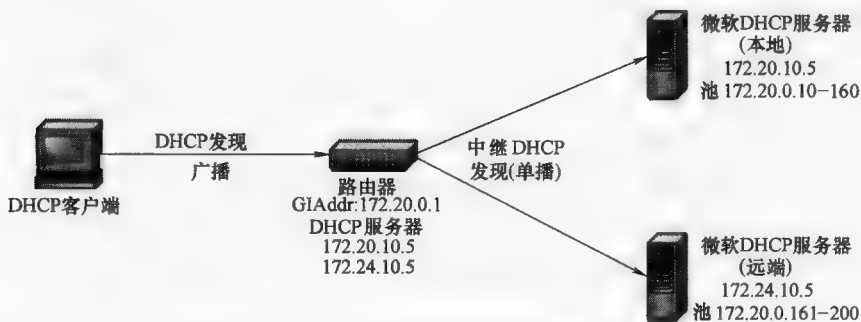 DHCP客户端
DHCP发现
广播
路由器
GIAddr:172.20.0.1
DHCP服务器
172.20.10.5
172.24.10.5
中继 DHCP
发现(单播)
微软DHCP服务器
(本地)
172.20.10.5
池 172.20.0.10-160
微软DHCP服务器
(远端)
172.24.10.5
池 172.20.0.161-200